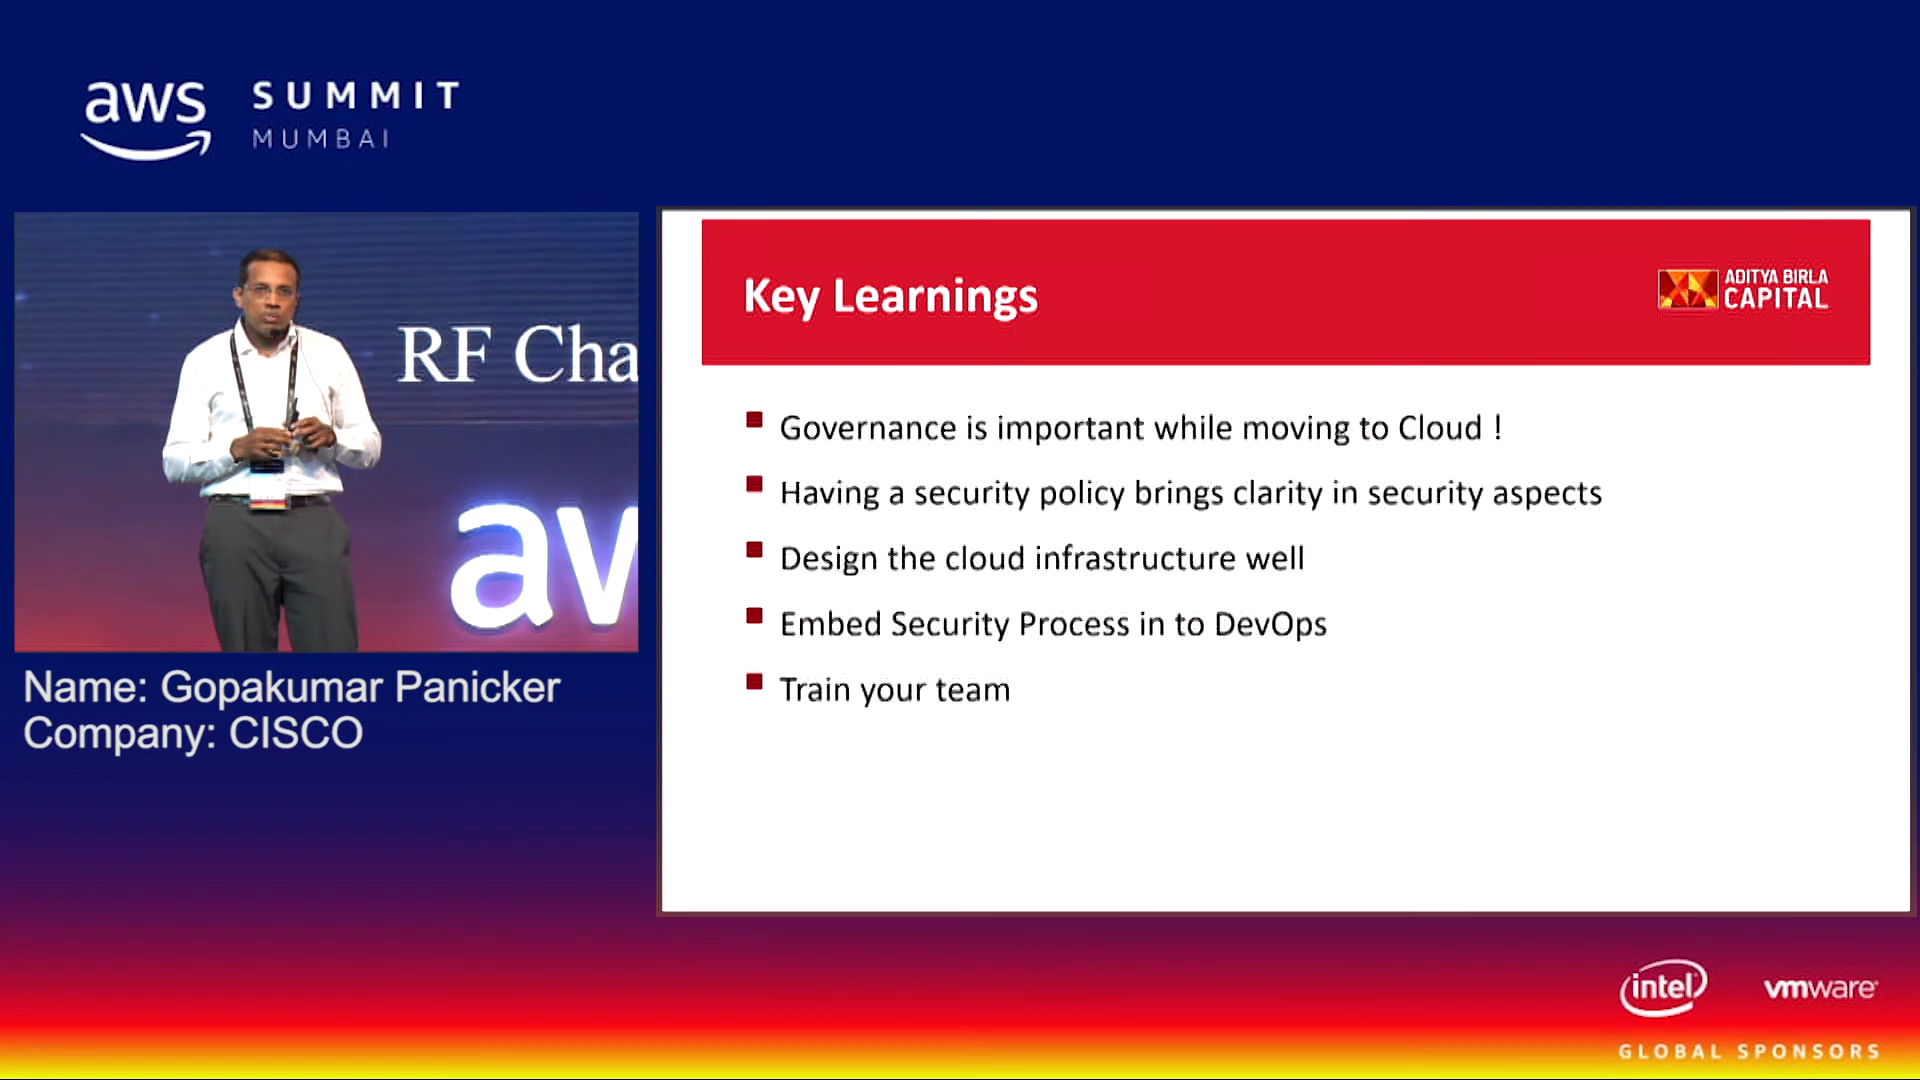 aws SUMMIT
MUMBAI
RF Cha
aw
Name: Gopakumar Panicker
Company: CISCO
Key Learnings
ADITYA BIRLA
CAPITAL
Governance is important while moving to Cloud !
Having a security policy brings clarity in security aspects
Design the cloud infrastructure well
Embed Security Process in to DevOps
Train your team
intel vmware
GLOBAL SPONSORS